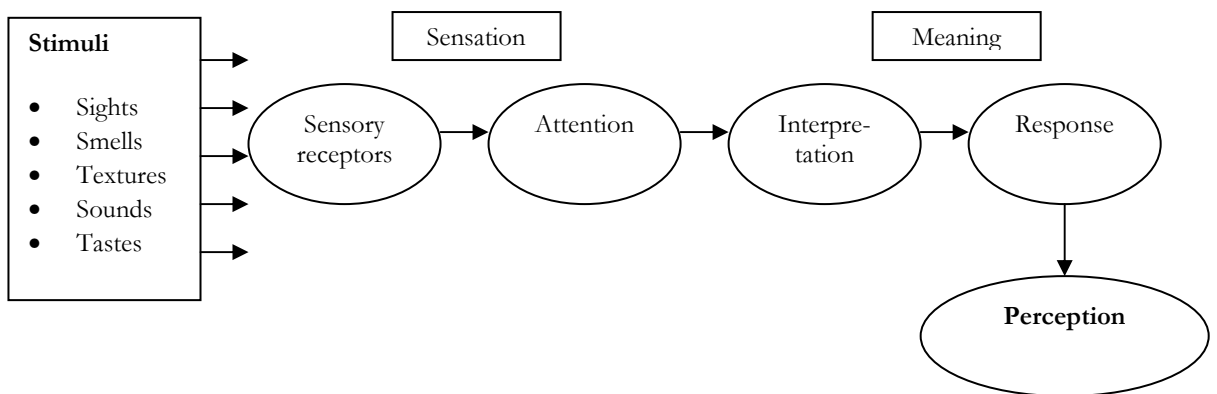 Stimuli
• Sights
• Smells
• Textures
• Sounds
• Tastes
Sensation
Meaning
Sensory
receptors
Attention
Interpre-
tation
Response
Perception